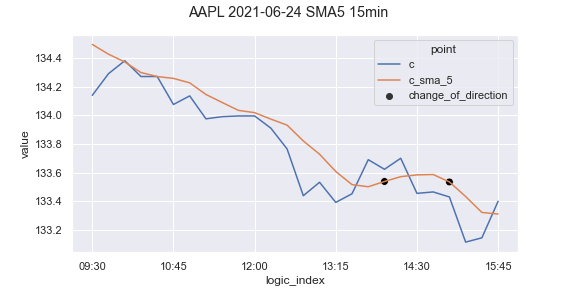 AAPL 2021-06-24 SMA5 15min
point
c
c_sma_5
change_of_direction
134.4
134.2
134.0
133.8
133.6
133.4
133.2
value
09:30 10:45 12:00 13:15 14:30 15:45
logic_index